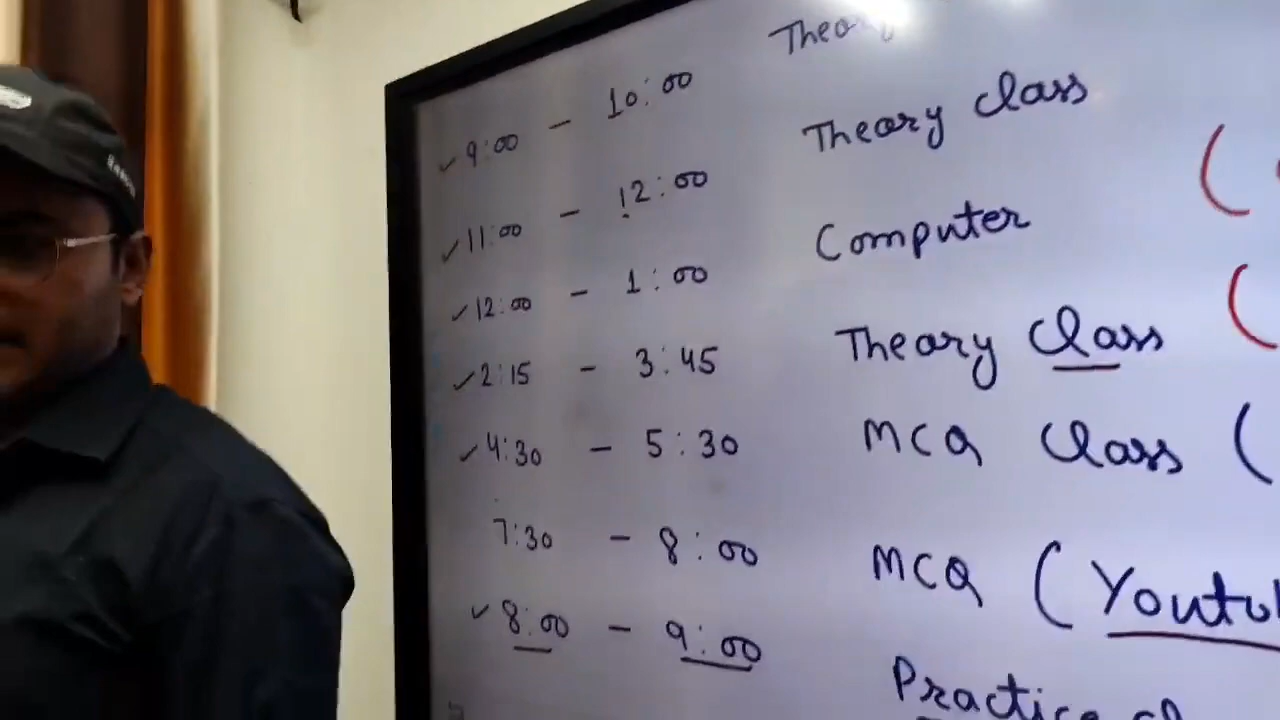 ✓ 9:00 - 10:00 Theo
✓ 11:00 - 12:00 Theory class
✓ 12:00 - 1:00 Computer (
✓ 2:15 - 3:45 Theory class (
✓ 4:30 - 5:30 MCQ class (
7:30 - 8:00 MCQ (Youtu
✓ 8:00 - 9:00 Practice cl